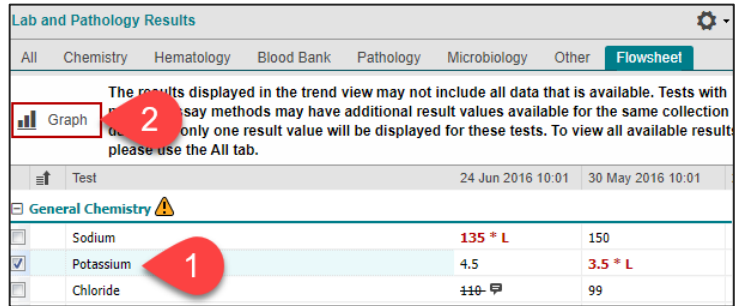 Lab and Pathology Results
All Chemistry Hematology Blood Bank Pathology Microbiology Other Flowsheet
The results displayed in the trend view may not include all data that is available. Tests with
say methods may have additional result values available for the same collection
only one result value will be displayed for these tests. To view all available results
please use the All tab.
Graph
2
Test 24 Jun 2016 10:01 30 May 2016 10:01
General Chemistry
Sodium 135 * L 150
Potassium 4.5 3.5 * L
1
Chloride 110 99